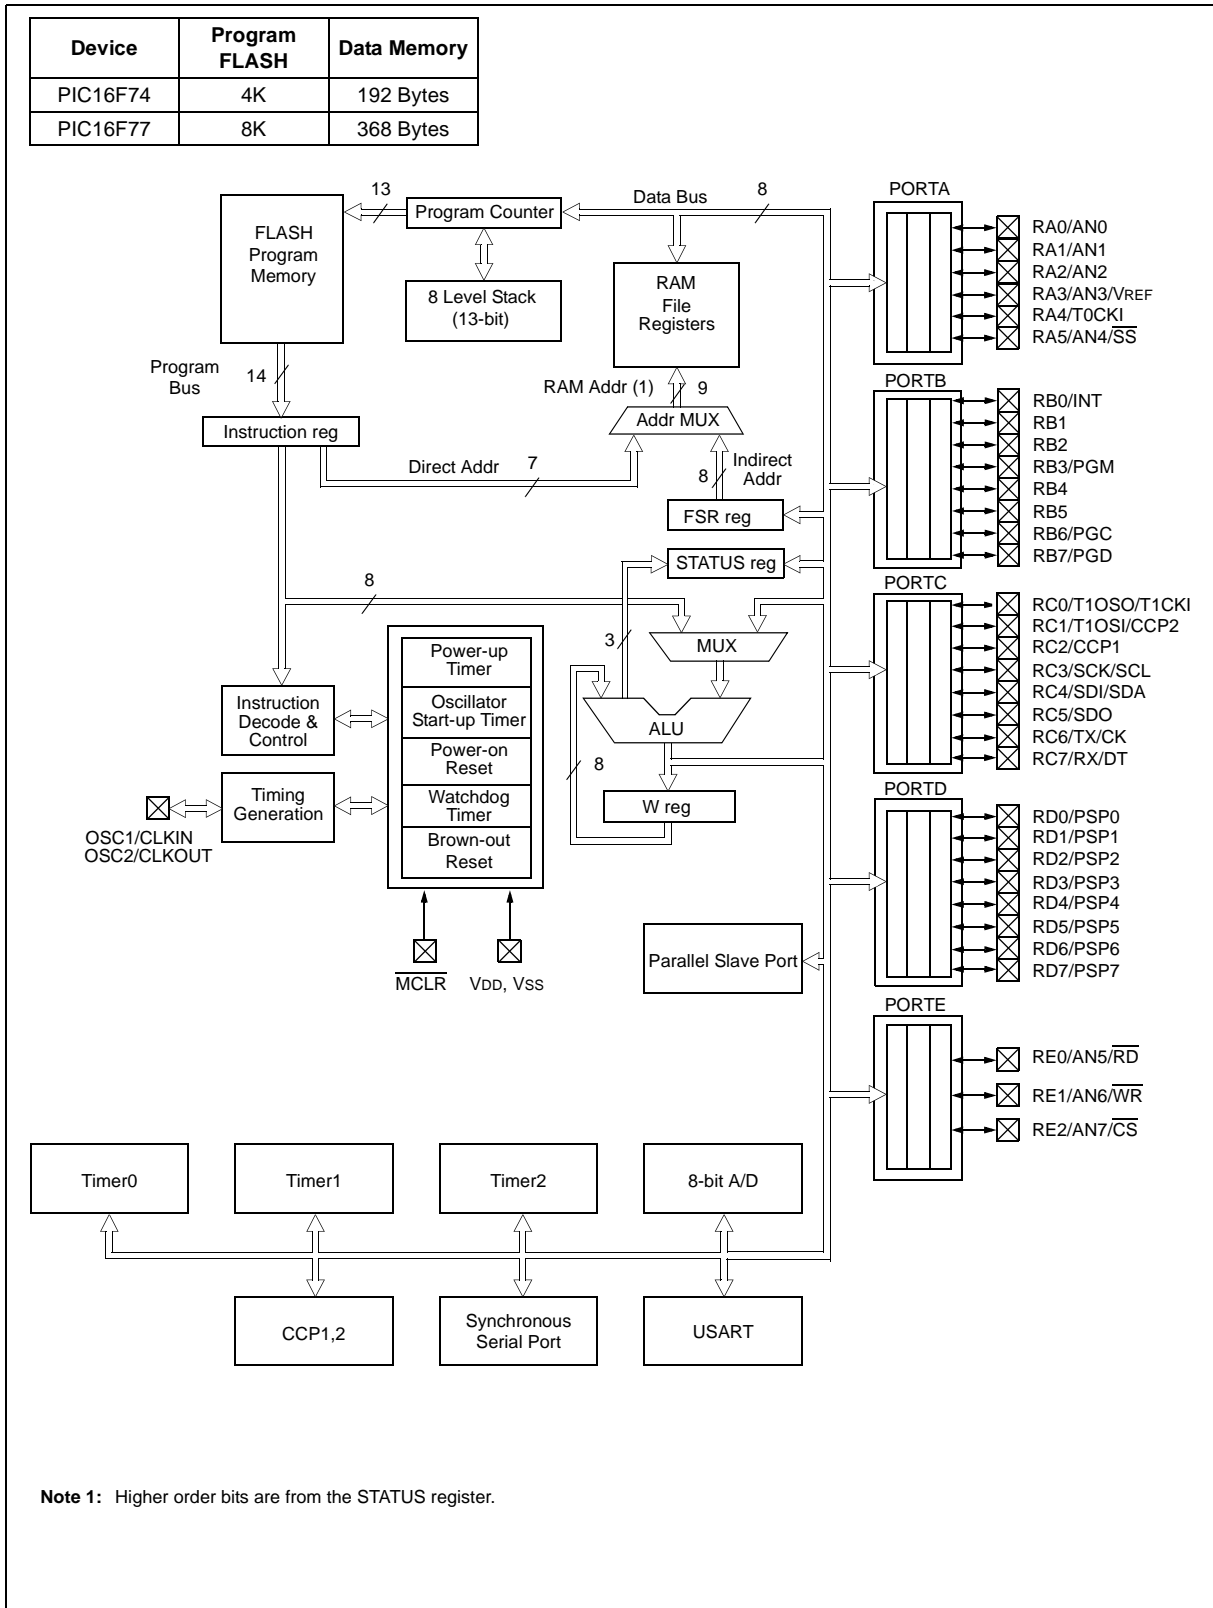 Device Program FLASH Data Memory
PIC16F74 4K 192 Bytes
PIC16F77 8K 368 Bytes
13
Program Counter
Data Bus
8
FLASH
Program
Memory
8 Level Stack
(13-bit)
RAM
File
Registers
Program
Bus
14
RAM Addr (1)
9
Addr MUX
Instruction reg
Direct Addr
7
8
Indirect
Addr
FSR reg
STATUS reg
8
3
MUX
Power-up
Timer
Oscillator
Start-up Timer
Power-on
Reset
Watchdog
Timer
Brown-out
Reset
Instruction
Decode &
Control
ALU
8
W reg
Timing
Generation
OSC1/CLKIN
OSC2/CLKOUT
M̅C̅L̅R̅
VDD, VSS
Parallel Slave Port
PORTA
RA0/AN0
RA1/AN1
RA2/AN2
RA3/AN3/VREF
RA4/T0CKI
RA5/AN4/S̅S̅
PORTB
RB0/INT
RB1
RB2
RB3/PGM
RB4
RB5
RB6/PGC
RB7/PGD
PORTC
RC0/T1OSO/T1CKI
RC1/T1OSI/CCP2
RC2/CCP1
RC3/SCK/SCL
RC4/SDI/SDA
RC5/SDO
RC6/TX/CK
RC7/RX/DT
PORTD
RD0/PSP0
RD1/PSP1
RD2/PSP2
RD3/PSP3
RD4/PSP4
RD5/PSP5
RD6/PSP6
RD7/PSP7
PORTE
RE0/AN5/R̅D̅
RE1/AN6/W̅R̅
RE2/AN7/C̅S̅
Timer0
Timer1
Timer2
8-bit A/D
CCP1,2
Synchronous
Serial Port
USART
Note 1: Higher order bits are from the STATUS register.